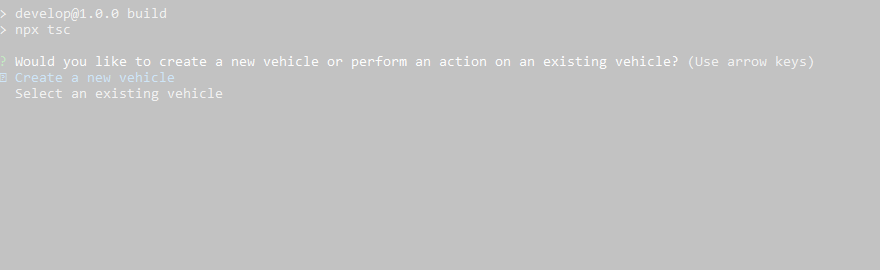 > develop@1.0.0 build
> npx tsc
? Would you like to create a new vehicle or perform an action on an existing vehicle? (Use arrow keys)
Create a new vehicle
Select an existing vehicle